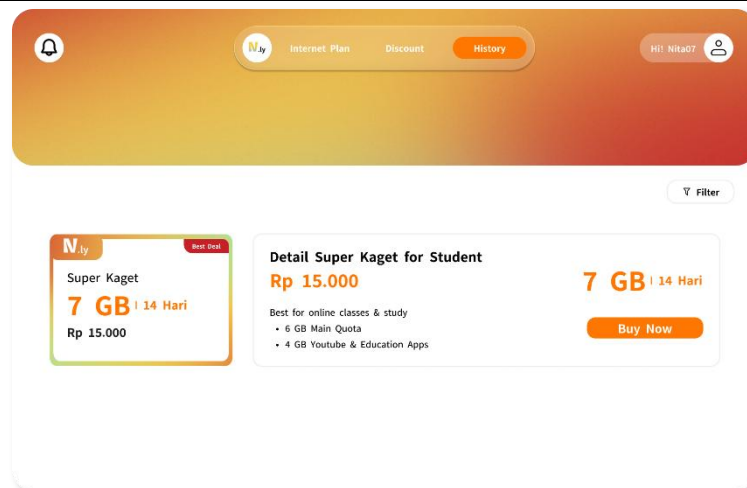 N.ly Internet Plan Discount History Hi! Nita07
Filter
N.ly Best Deal
Super Kaget
7 GB | 14 Hari
Rp 15.000
Detail Super Kaget for Student
Rp 15.000
Best for online classes & study
• 6 GB Main Quota
• 4 GB Youtube & Education Apps
7 GB | 14 Hari
Buy Now